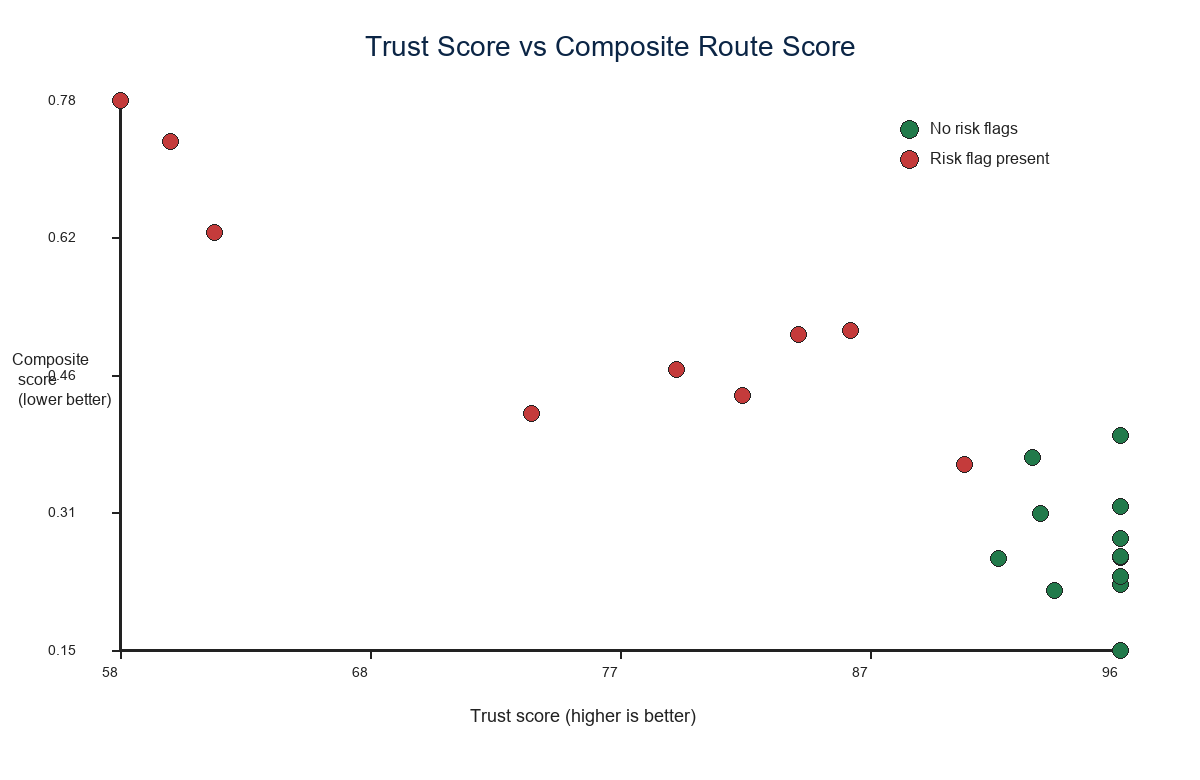 Trust Score vs Composite Route Score
No risk flags
Risk flag present
0.78
0.62
0.46
0.31
0.15
Composite
score
(lower better)
58
68
77
87
96
Trust score (higher is better)